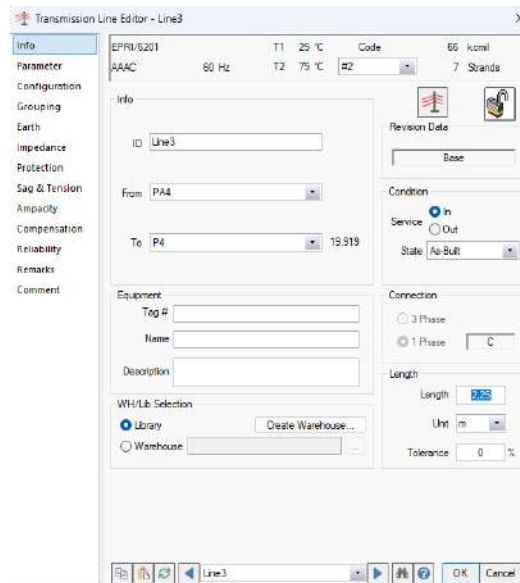 Transmission Line Editor - Line3
Info
Parameter
Configuration
Grouping
Earth
Impedance
Protection
Sag & Tension
Ampacity
Compensation
Reliability
Remarks
Comment
EPRI/6201 T1 25 °C Code 66 kcmil
AAAC 60 Hz T2 75 °C #2 7 Strands
Info
ID Line3
From PA4
To P4 19.919
Revision Data
Base
Condition
Service In
Out
State As-Built
Equipment
Tag #
Name
Description
Connection
3 Phase
1 Phase C
WH/Lib Selection
Library Create Warehouse...
Warehouse ...
Length
Length 2,25
Unit m
Tolerance 0 %
Line3 OK Cancel